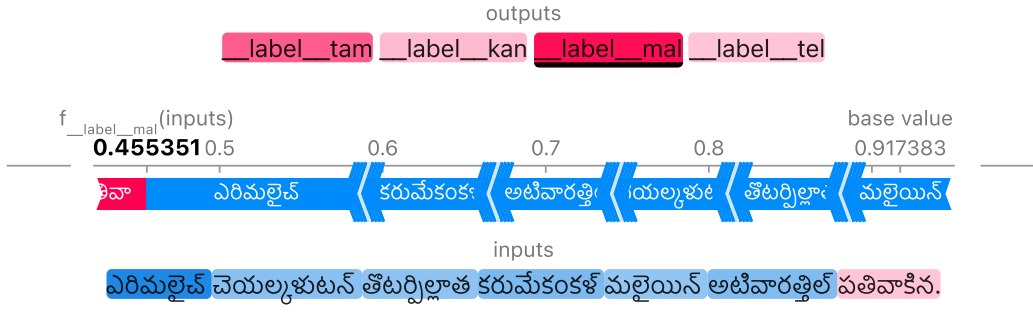 outputs
__label__tam __label__kan __label__mal __label__tel
f__label__mal(inputs) base value
0.455351 0.5 0.6 0.7 0.8 0.917383
ఎరిమలైచ్ మలైయిన్
inputs
ఎరిమలైచ్ చెయల్కళుటన్ తొటర్పిల్లాత కరుమేకంకళ్ మలైయిన్ అటివారత్తిల్ పతివాకిన.